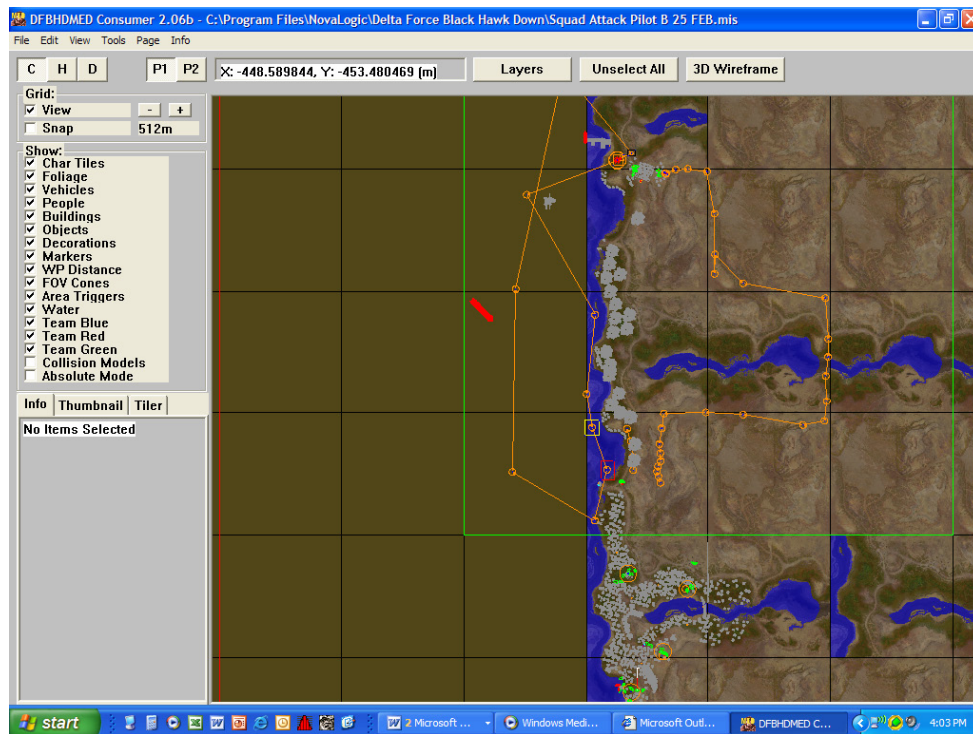 DFBHDMED Consumer 2.06b - C:\Program Files\NovaLogic\Delta Force Black Hawk Down\Squad Attack Pilot B 25 FEB.mis
File Edit View Tools Page Info
C H D P1 P2 X: -448.589844, Y: -453.480469 (m) Layers Unselect All 3D Wireframe
Grid:
View - +
Snap 512m
Show:
Char Tiles
Foliage
Vehicles
People
Buildings
Objects
Decorations
Markers
WP Distance
FOV Cones
Area Triggers
Water
Team Blue
Team Red
Team Green
Collision Models
Absolute Mode
Info Thumbnail Tiler
No Items Selected
start 2 Microsoft ... Windows Medi... Microsoft Outl... DFBHDMED C... 4:03 PM